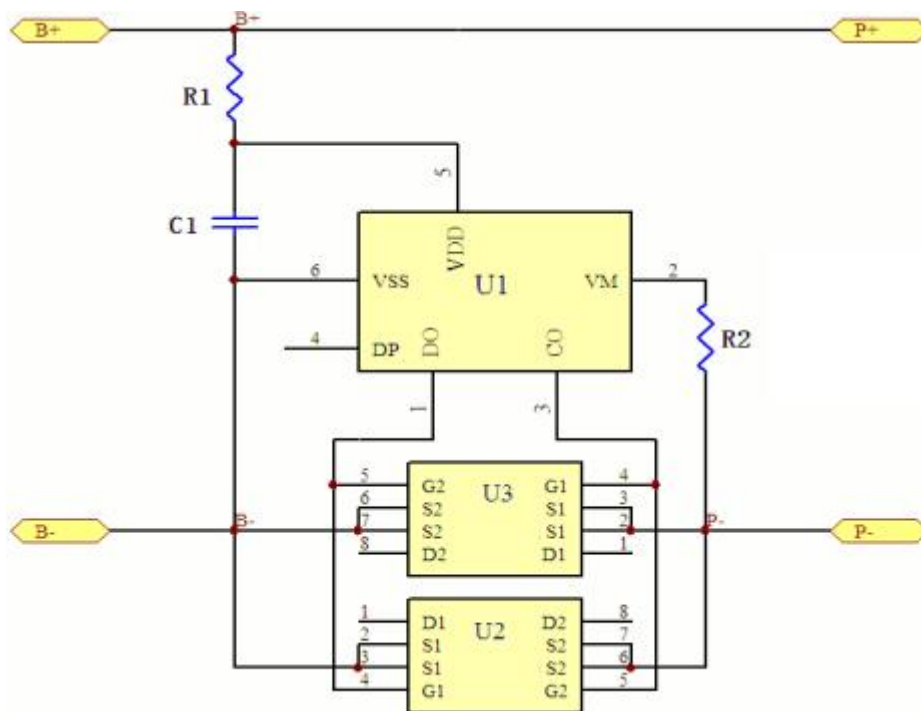 B+ B+ P+
R1
5
C1
6 VSS VDD VM 2
U1
R2
4 DP DO CO
1 3
5 G2 U3 G1 4
6 S2 S1 3
B- B- 7 S2 S1 2 P- P-
8 D2 D1 1
1 D1 U2 D2 8
2 S1 S2 7
3 S1 S2 6
4 G1 G2 5